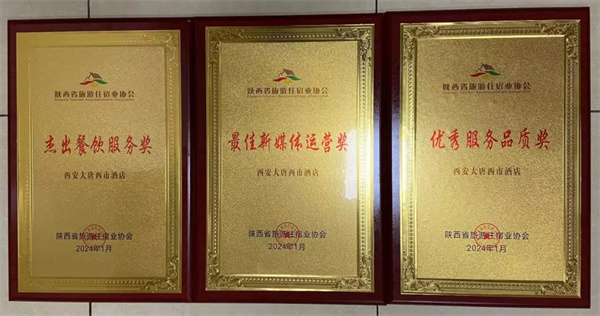 陕西省旅游住宿业协会
杰出餐饮服务奖
西安大唐西市酒店
陕西省旅游住宿业协会
2024年1月
陕西省旅游住宿业协会
最佳新媒体运营奖
西安大唐西市酒店
陕西省旅游住宿业协会
2024年1月
陕西省旅游住宿业协会
优秀服务品质奖
西安大唐西市酒店
陕西省旅游住宿业协会
2024年1月